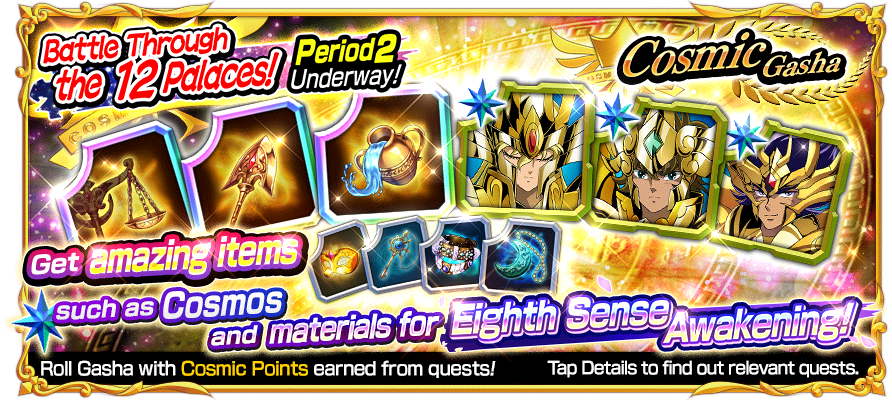 Battle Through
the 12 Palaces!
Period2
Underway!
Cosmic
Gasha
Get amazing items
such as Cosmos
and materials for Eighth Sense
Awakening!
Roll Gasha with Cosmic Points earned from quests!
Tap Details to find out relevant quests.